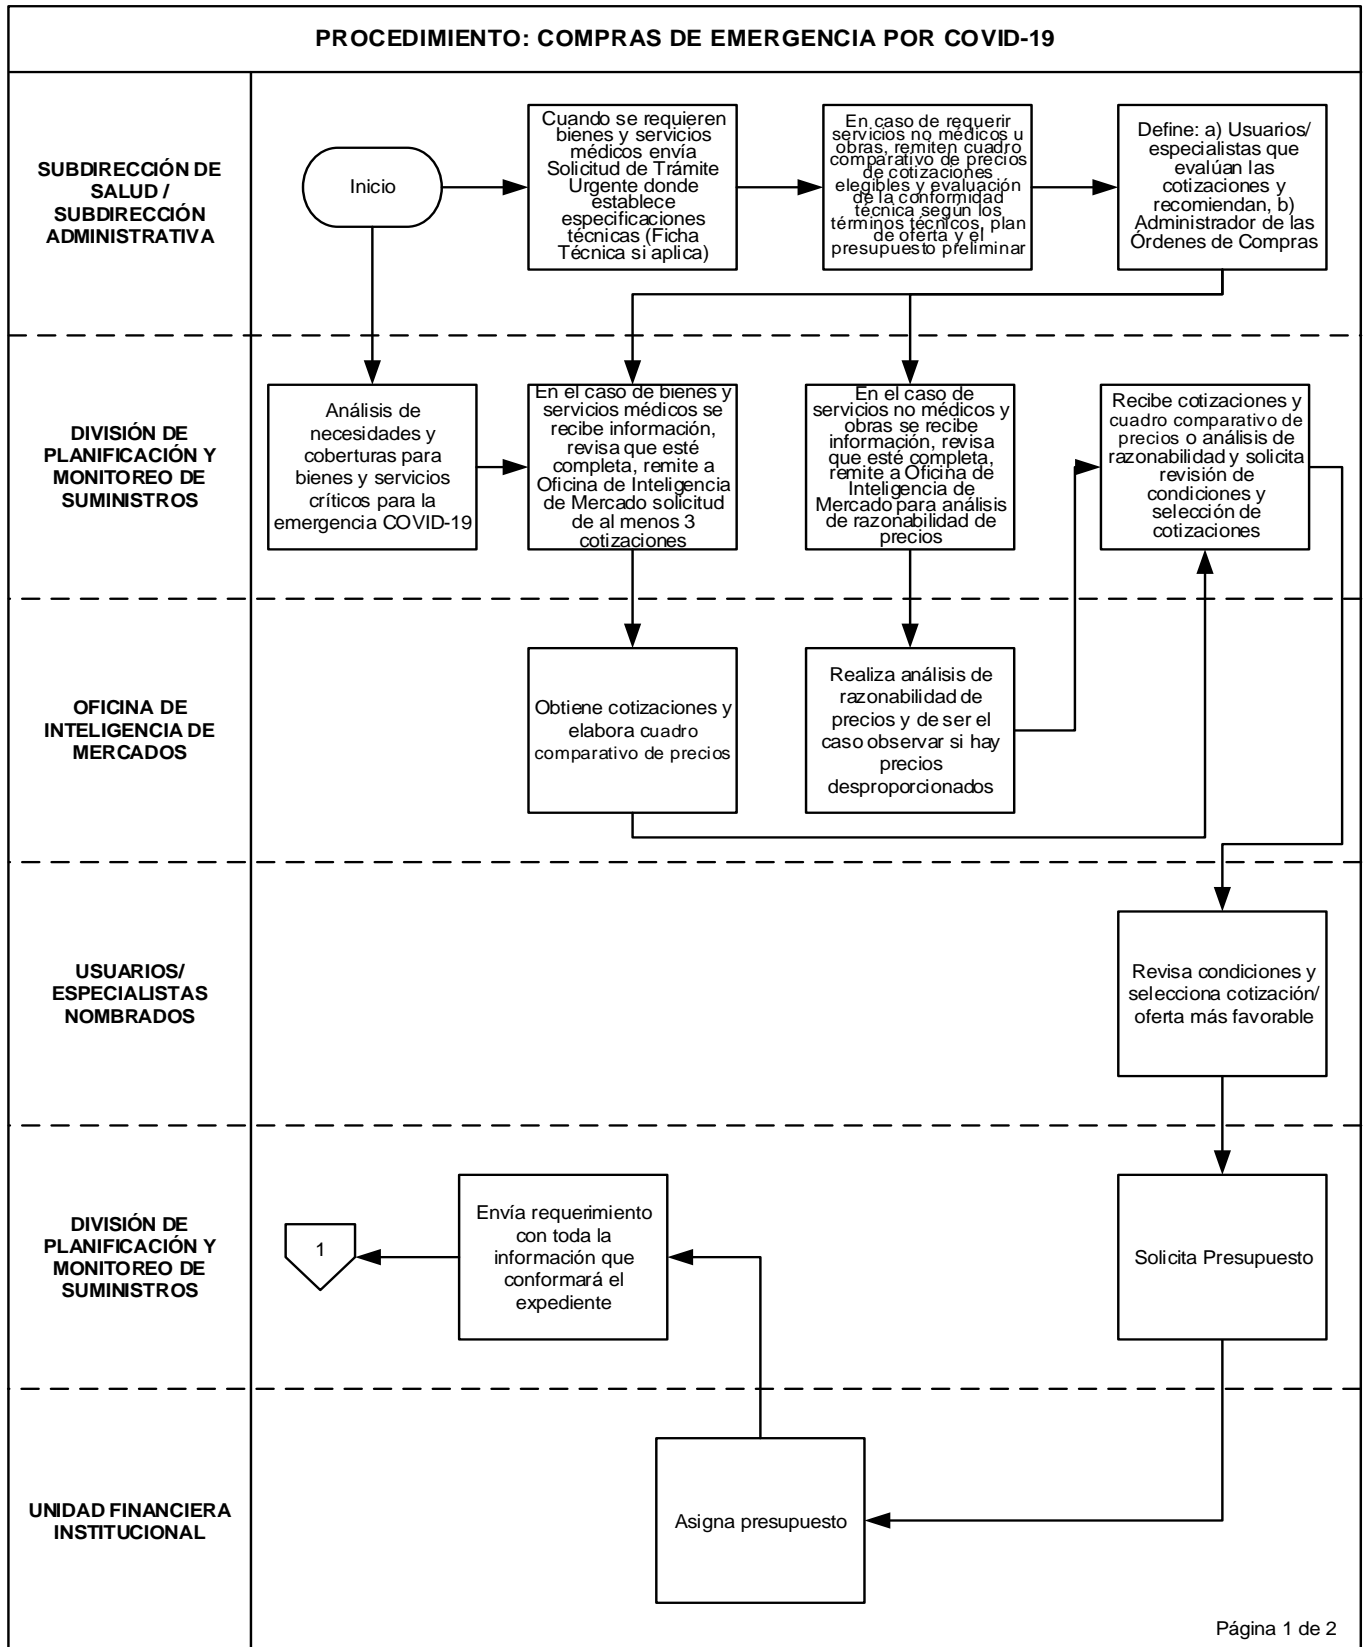 PROCEDIMIENTO: COMPRAS DE EMERGENCIA POR COVID-19
SUBDIRECCIÓN DE
SALUD /
SUBDIRECCIÓN
ADMINISTRATIVA
Inicio
Cuando se requieren
bienes y servicios
médicos envía
Solicitud de Trámite
Urgente donde
establece
especificaciones
técnicas (Ficha
Técnica si aplica)
En caso de requerir
servicios no médicos u
obras, remiten cuadro
comparativo de precios
de cotizaciones
elegibles y evaluación
de la conformidad
técnica según los
términos técnicos, plan
de oferta y el
presupuesto preliminar
Define: a) Usuarios/
especialistas que
evalúan las
cotizaciones y
recomiendan, b)
Administrador de las
Órdenes de Compras
DIVISIÓN DE
PLANIFICACIÓN Y
MONITOREO DE
SUMINISTROS
Análisis de
necesidades y
coberturas para
bienes y servicios
críticos para la
emergencia COVID-19
En el caso de bienes y
servicios médicos se
recibe información,
revisa que esté
completa, remite a
Oficina de Inteligencia
de Mercado solicitud
de al menos 3
cotizaciones
En el caso de
servicios no médicos y
obras se recibe
información, revisa
que esté completa,
remite a Oficina de
Inteligencia de
Mercado para análisis
de razonabilidad de
precios
Recibe cotizaciones y
cuadro comparativo de
precios o análisis de
razonabilidad y solicita
revisión de
condiciones y
selección de
cotizaciones
OFICINA DE
INTELIGENCIA DE
MERCADOS
Obtiene cotizaciones y
elabora cuadro
comparativo de precios
Realiza análisis de
razonabilidad de
precios y de ser el
caso observar si hay
precios
desproporcionados
USUARIOS/
ESPECIALISTAS
NOMBRADOS
Revisa condiciones y
selecciona cotización/
oferta más favorable
DIVISIÓN DE
PLANIFICACIÓN Y
MONITOREO DE
SUMINISTROS
1
Envía requerimiento
con toda la
información que
conformará el
expediente
Solicita Presupuesto
UNIDAD FINANCIERA
INSTITUCIONAL
Asigna presupuesto
Página 1 de 2